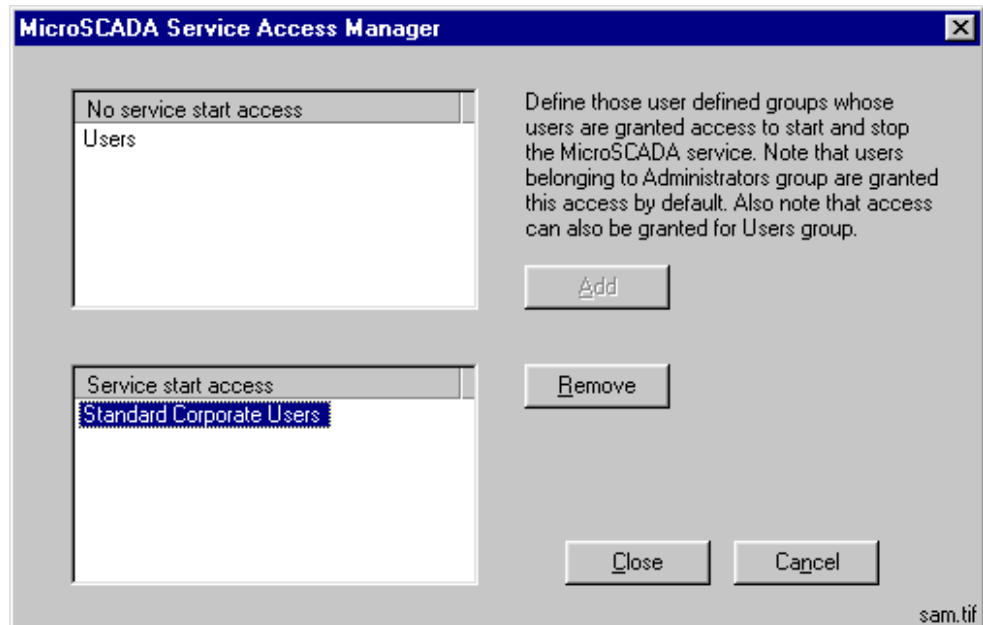 MicroSCADA Service Access Manager
No service start access
Users
Define those user defined groups whose
users are granted access to start and stop
the MicroSCADA service. Note that users
belonging to Administrators group are granted
this access by default. Also note that access
can also be granted for Users group.
Add
Service start access
Standard Corporate Users
Remove
Close
Cancel
sam.tif